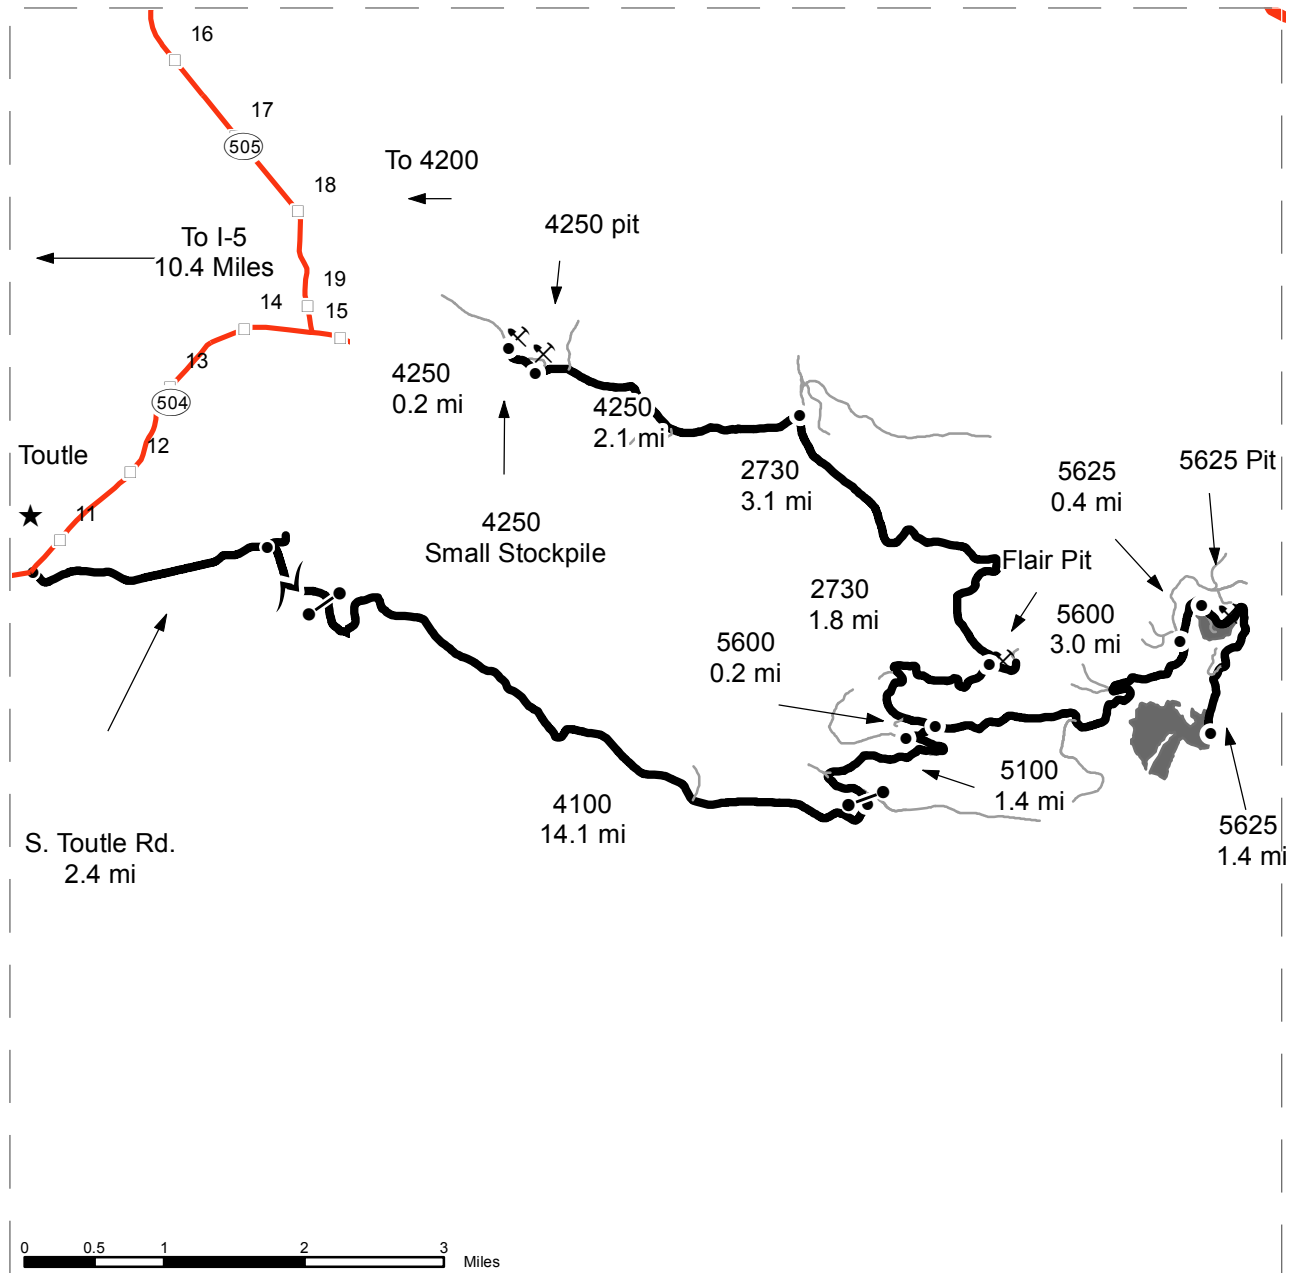 16
17
505
To 4200
18
4250 pit
To I-5
10.4 Miles
19
14
15
13
4250
0.2 mi
504
4250
2.1 mi
12
Toutle
2730
3.1 mi
5625
0.4 mi
5625 Pit
11
4250
Small Stockpile
Flair Pit
2730
1.8 mi
5600
3.0 mi
5600
0.2 mi
5100
1.4 mi
4100
14.1 mi
S. Toutle Rd.
2.4 mi
5625
1.4 mi
0 0.5 1 2 3
Miles